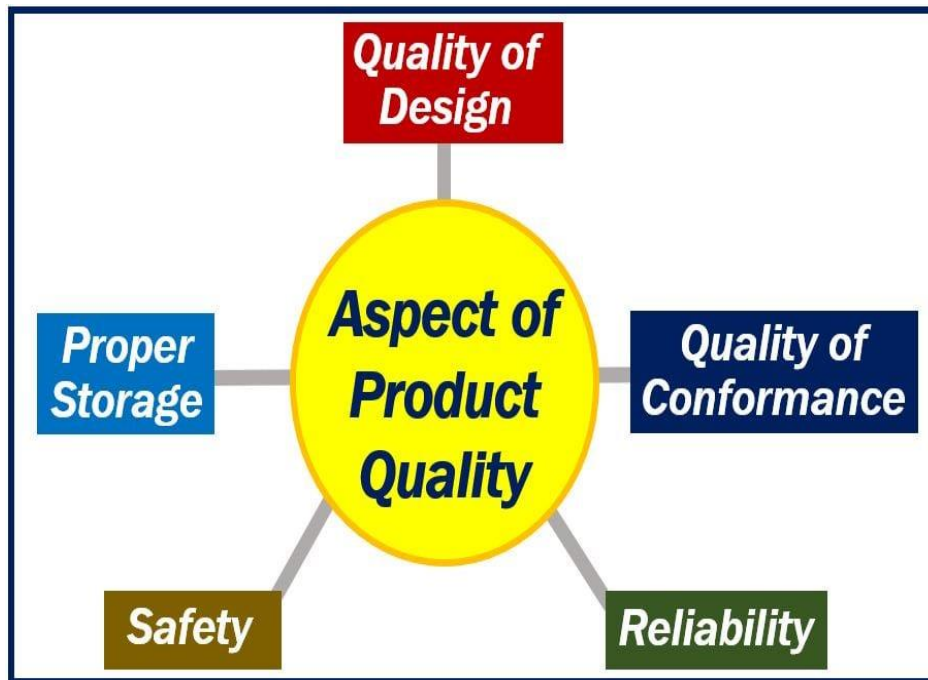 Quality of
Design
Aspect of
Product
Quality
Proper
Storage
Quality of
Conformance
Safety
Reliability